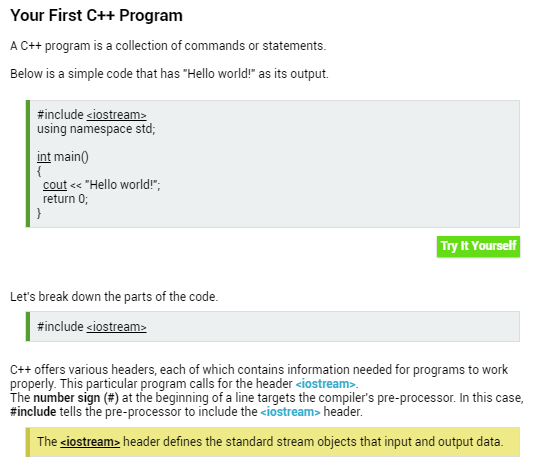 Your First C++ Program
A C++ program is a collection of commands or statements.
Below is a simple code that has "Hello world!" as its output.
#include <iostream>
using namespace std;
int main()
{
cout << "Hello world!";
return 0;
}
Try It Yourself
Let's break down the parts of the code.
#include <iostream>
C++ offers various headers, each of which contains information needed for programs to work
properly. This particular program calls for the header <iostream>.
The number sign (#) at the beginning of a line targets the compiler's pre-processor. In this case,
#include tells the pre-processor to include the <iostream> header.
The <iostream> header defines the standard stream objects that input and output data.